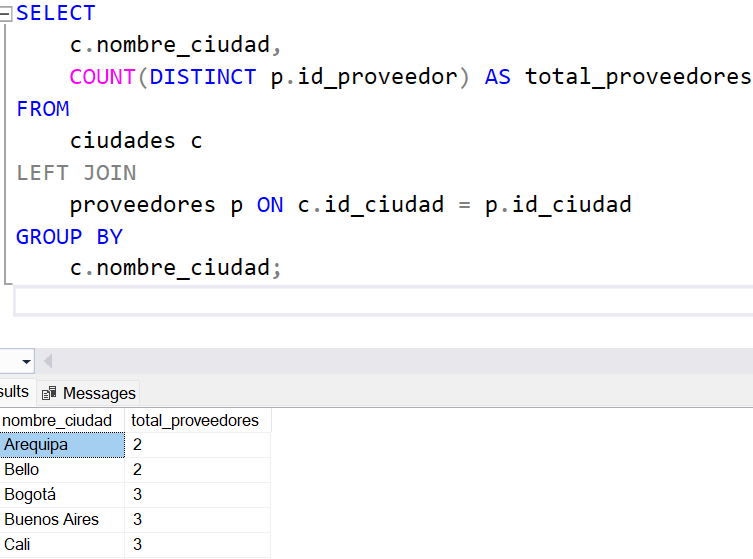 SELECT
c.nombre_ciudad,
COUNT(DISTINCT p.id_proveedor) AS total_proveedores
FROM
ciudades c
LEFT JOIN
proveedores p ON c.id_ciudad = p.id_ciudad
GROUP BY
c.nombre_ciudad;
sults Messages
nombre_ciudad total_proveedores
Arequipa 2
Bello 2
Bogotá 3
Buenos Aires 3
Cali 3